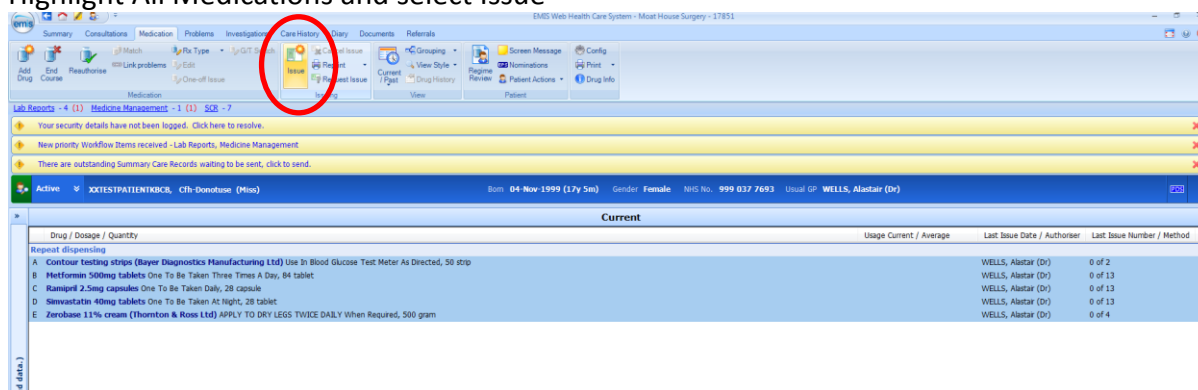 Highlight All Medications and select Issue
EMIS Web Health Care System - Moat House Surgery - 17851
emis
Summary Consultations Medication Problems Investigations Care History Diary Documents Referrals
Add Drug
End Course
Reauthorise
Match
Link problems
Rx Type
Edit
One-off Issue
Issue
Cancel Issue
Reprint
Request Issue
Current / Past
Grouping
View Style
Drug History
Regime Review
Screen Message
Nominations
Patient Actions
Config
Print
Drug Info
Medication Issuing View Patient
Lab Reports - 4 (1) Medicine Management - 1 (1) SCR - 7
Your security details have not been logged. Click here to resolve.
New priority Workflow Items received - Lab Reports, Medicine Management
There are outstanding Summary Care Records waiting to be sent, click to send.
Active XXTESTPATIENTKBCB, Cfh-Donotuse (Miss) Born 04-Nov-1999 (17y 5m) Gender Female NHS No. 999 037 7693 Usual GP WELLS, Alastair (Dr)
Current
Drug / Dosage / Quantity Usage Current / Average Last Issue Date / Authoriser Last Issue Number / Method
Repeat dispensing
A Contour testing strips (Bayer Diagnostics Manufacturing Ltd) Use In Blood Glucose Test Meter As Directed, 50 strip WELLS, Alastair (Dr) 0 of 2
B Metformin 500mg tablets One To Be Taken Three Times A Day, 84 tablet WELLS, Alastair (Dr) 0 of 13
C Ramipril 2.5mg capsules One To Be Taken Daily, 28 capsule WELLS, Alastair (Dr) 0 of 13
D Simvastatin 40mg tablets One To Be Taken At Night, 28 tablet WELLS, Alastair (Dr) 0 of 13
E Zerobase 11% cream (Thornton & Ross Ltd) APPLY TO DRY LEGS TWICE DAILY When Required, 500 gram WELLS, Alastair (Dr) 0 of 4
d data.)